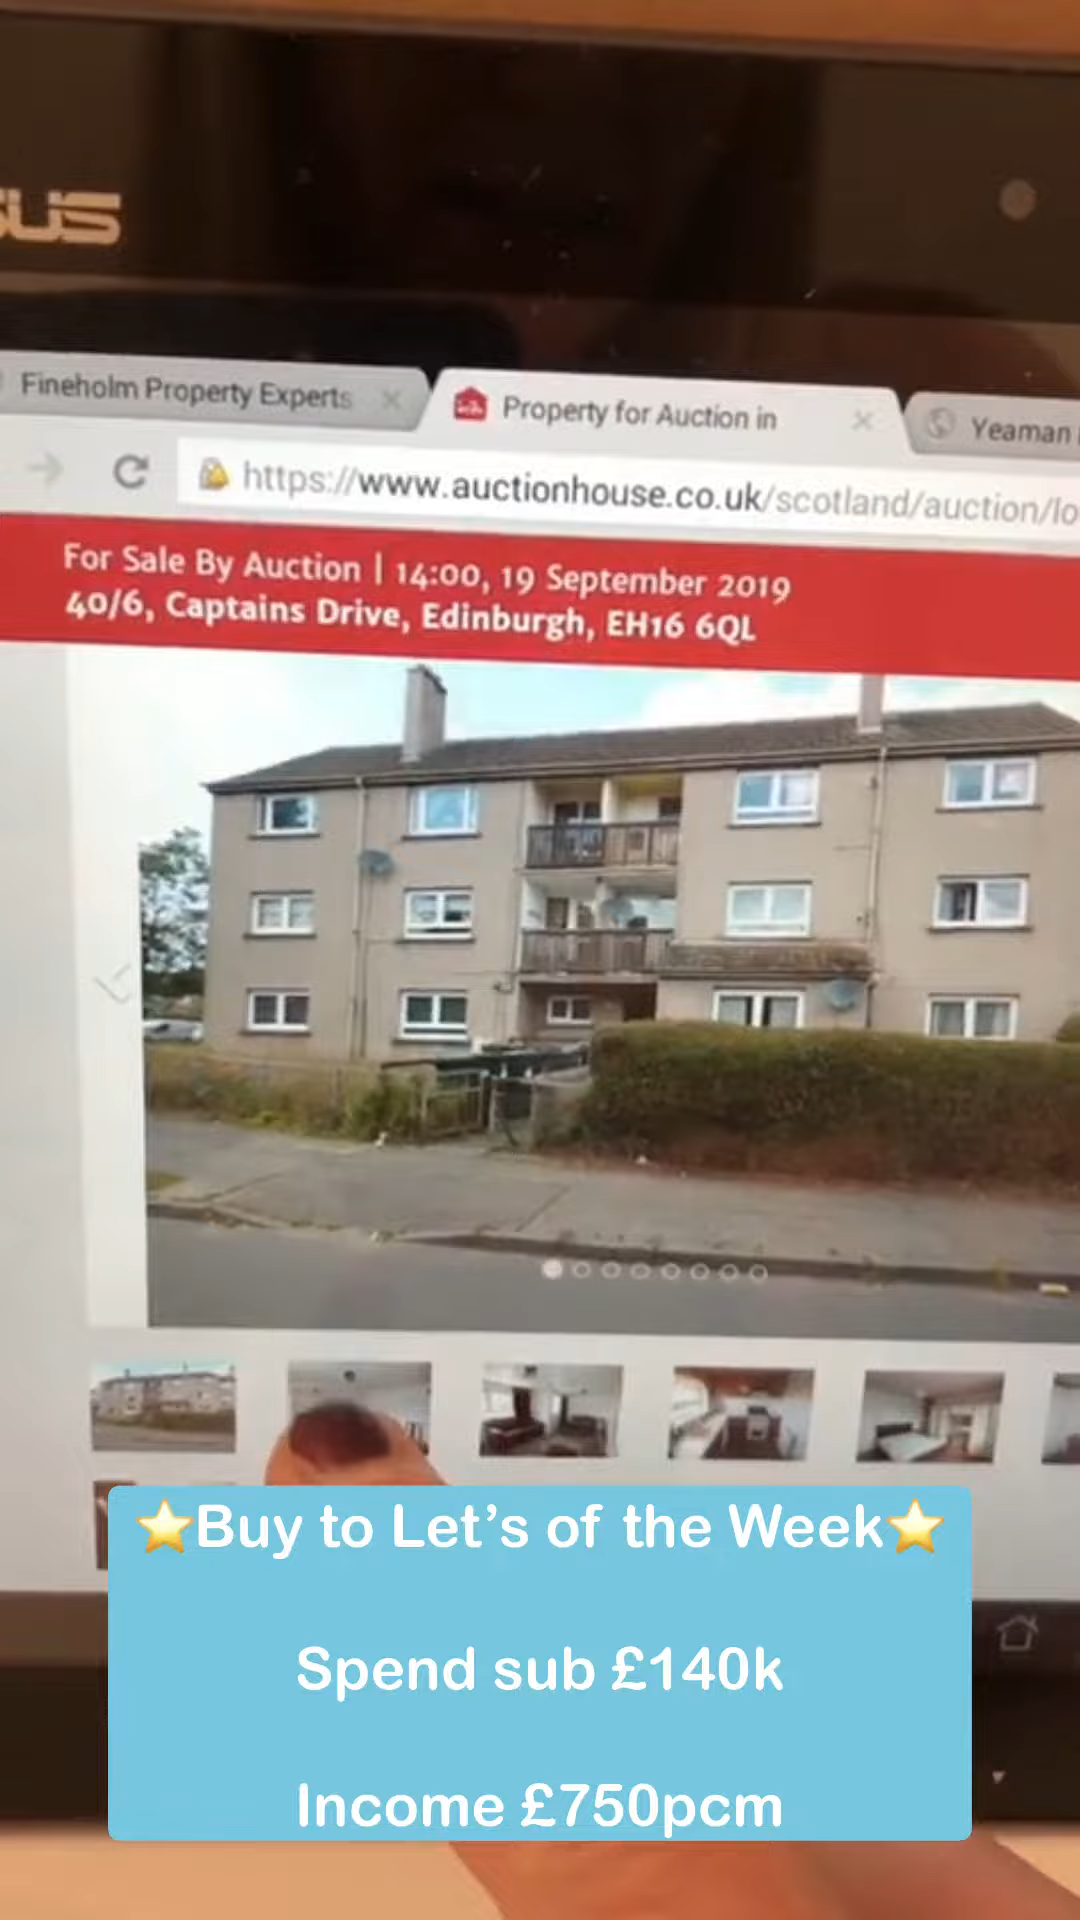 Fineholm Property Experts
Property for Auction in
Yeaman
https://www.auctionhouse.co.uk/scotland/auction/lo
For Sale By Auction | 14:00, 19 September 2019
40/6, Captains Drive, Edinburgh, EH16 6QL
⭐Buy to Let's of the Week⭐
Spend sub £140k
Income £750pcm